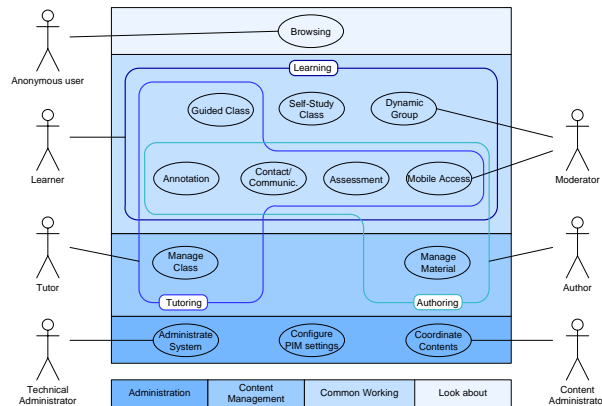 Browsing
Anonymous user
Learning
Guided Class
Self-Study
Class
Dynamic
Group
Learner
Moderator
Annotation
Contact/
Communic.
Assessment
Mobile Access
Manage
Class
Manage
Material
Tutor
Author
Tutoring
Authoring
Administrate
System
Configure
PIM settings
Coordinate
Contents
Technical
Administrator
Content
Administrator
Administration
Content
Management
Common Working
Look about